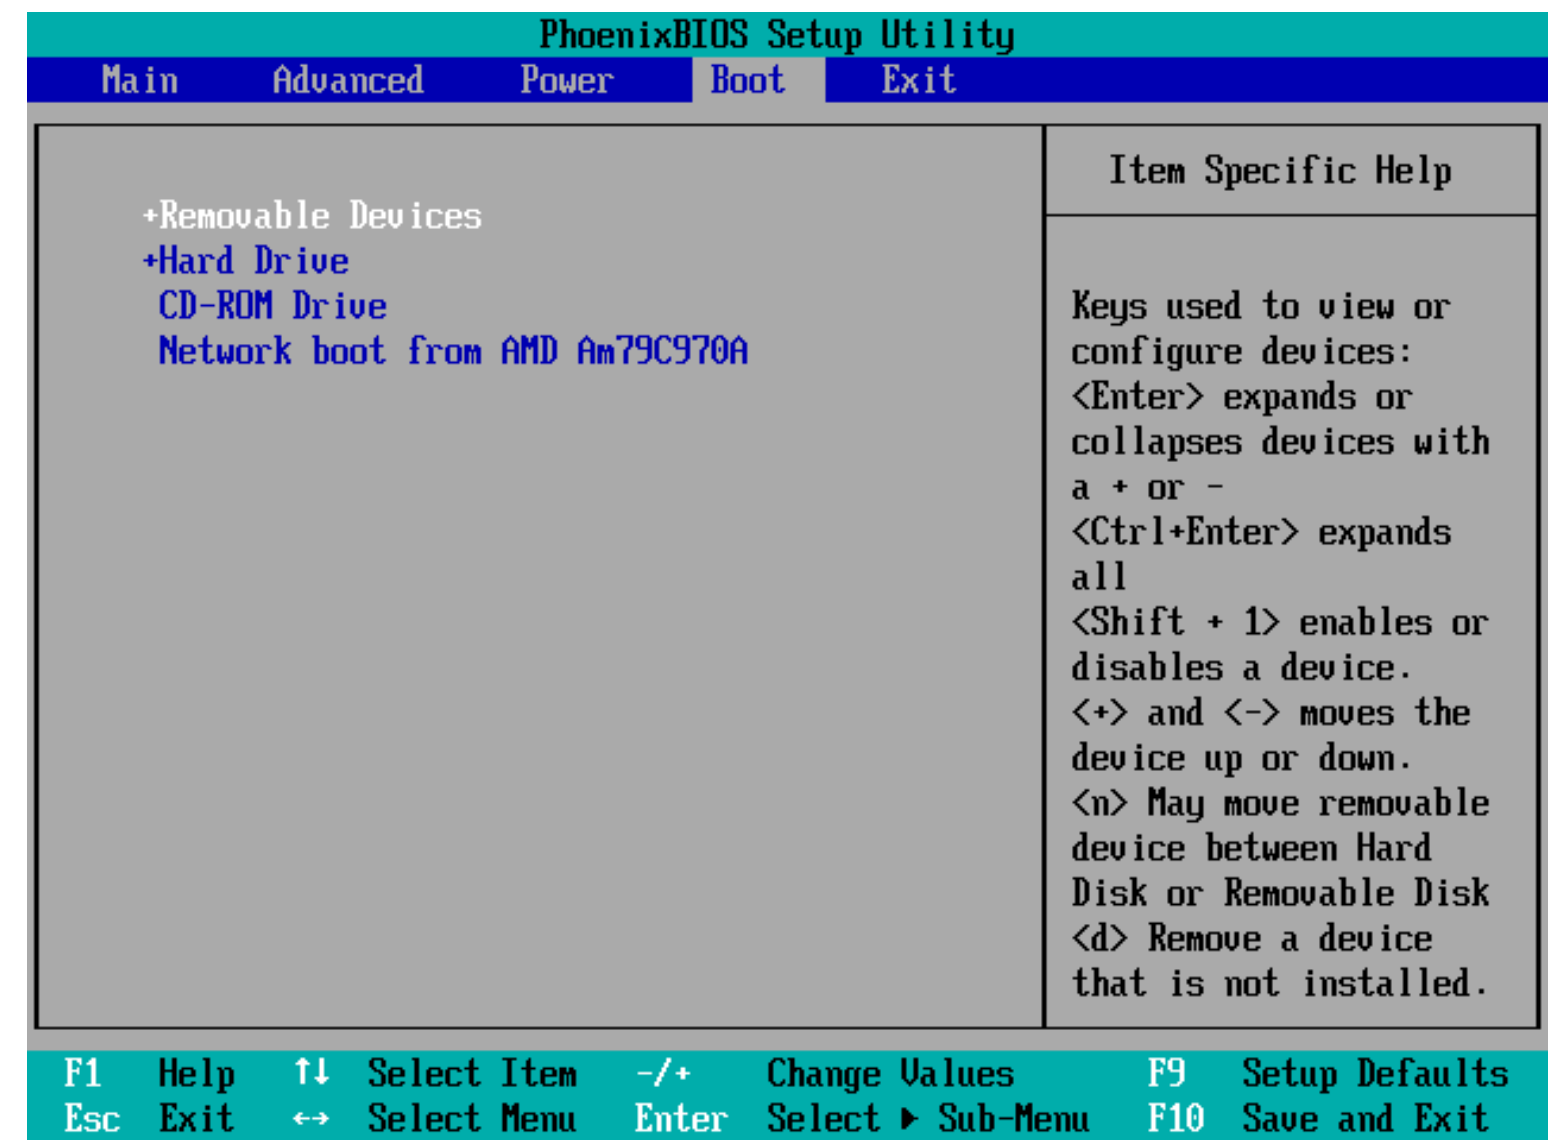 PhoenixBIOS Setup Utility
Main Advanced Power Boot Exit
+Removable Devices
+Hard Drive
CD-ROM Drive
Network boot from AMD Am79C970A
Item Specific Help
Keys used to view or
configure devices:
<Enter> expands or
collapses devices with
a + or -
<Ctrl+Enter> expands
all
<Shift + 1> enables or
disables a device.
<+> and <-> moves the
device up or down.
<n> May move removable
device between Hard
Disk or Removable Disk
<d> Remove a device
that is not installed.
F1 Help ↑↓ Select Item -/+ Change Values F9 Setup Defaults
Esc Exit ↔ Select Menu Enter Select ▶ Sub-Menu F10 Save and Exit